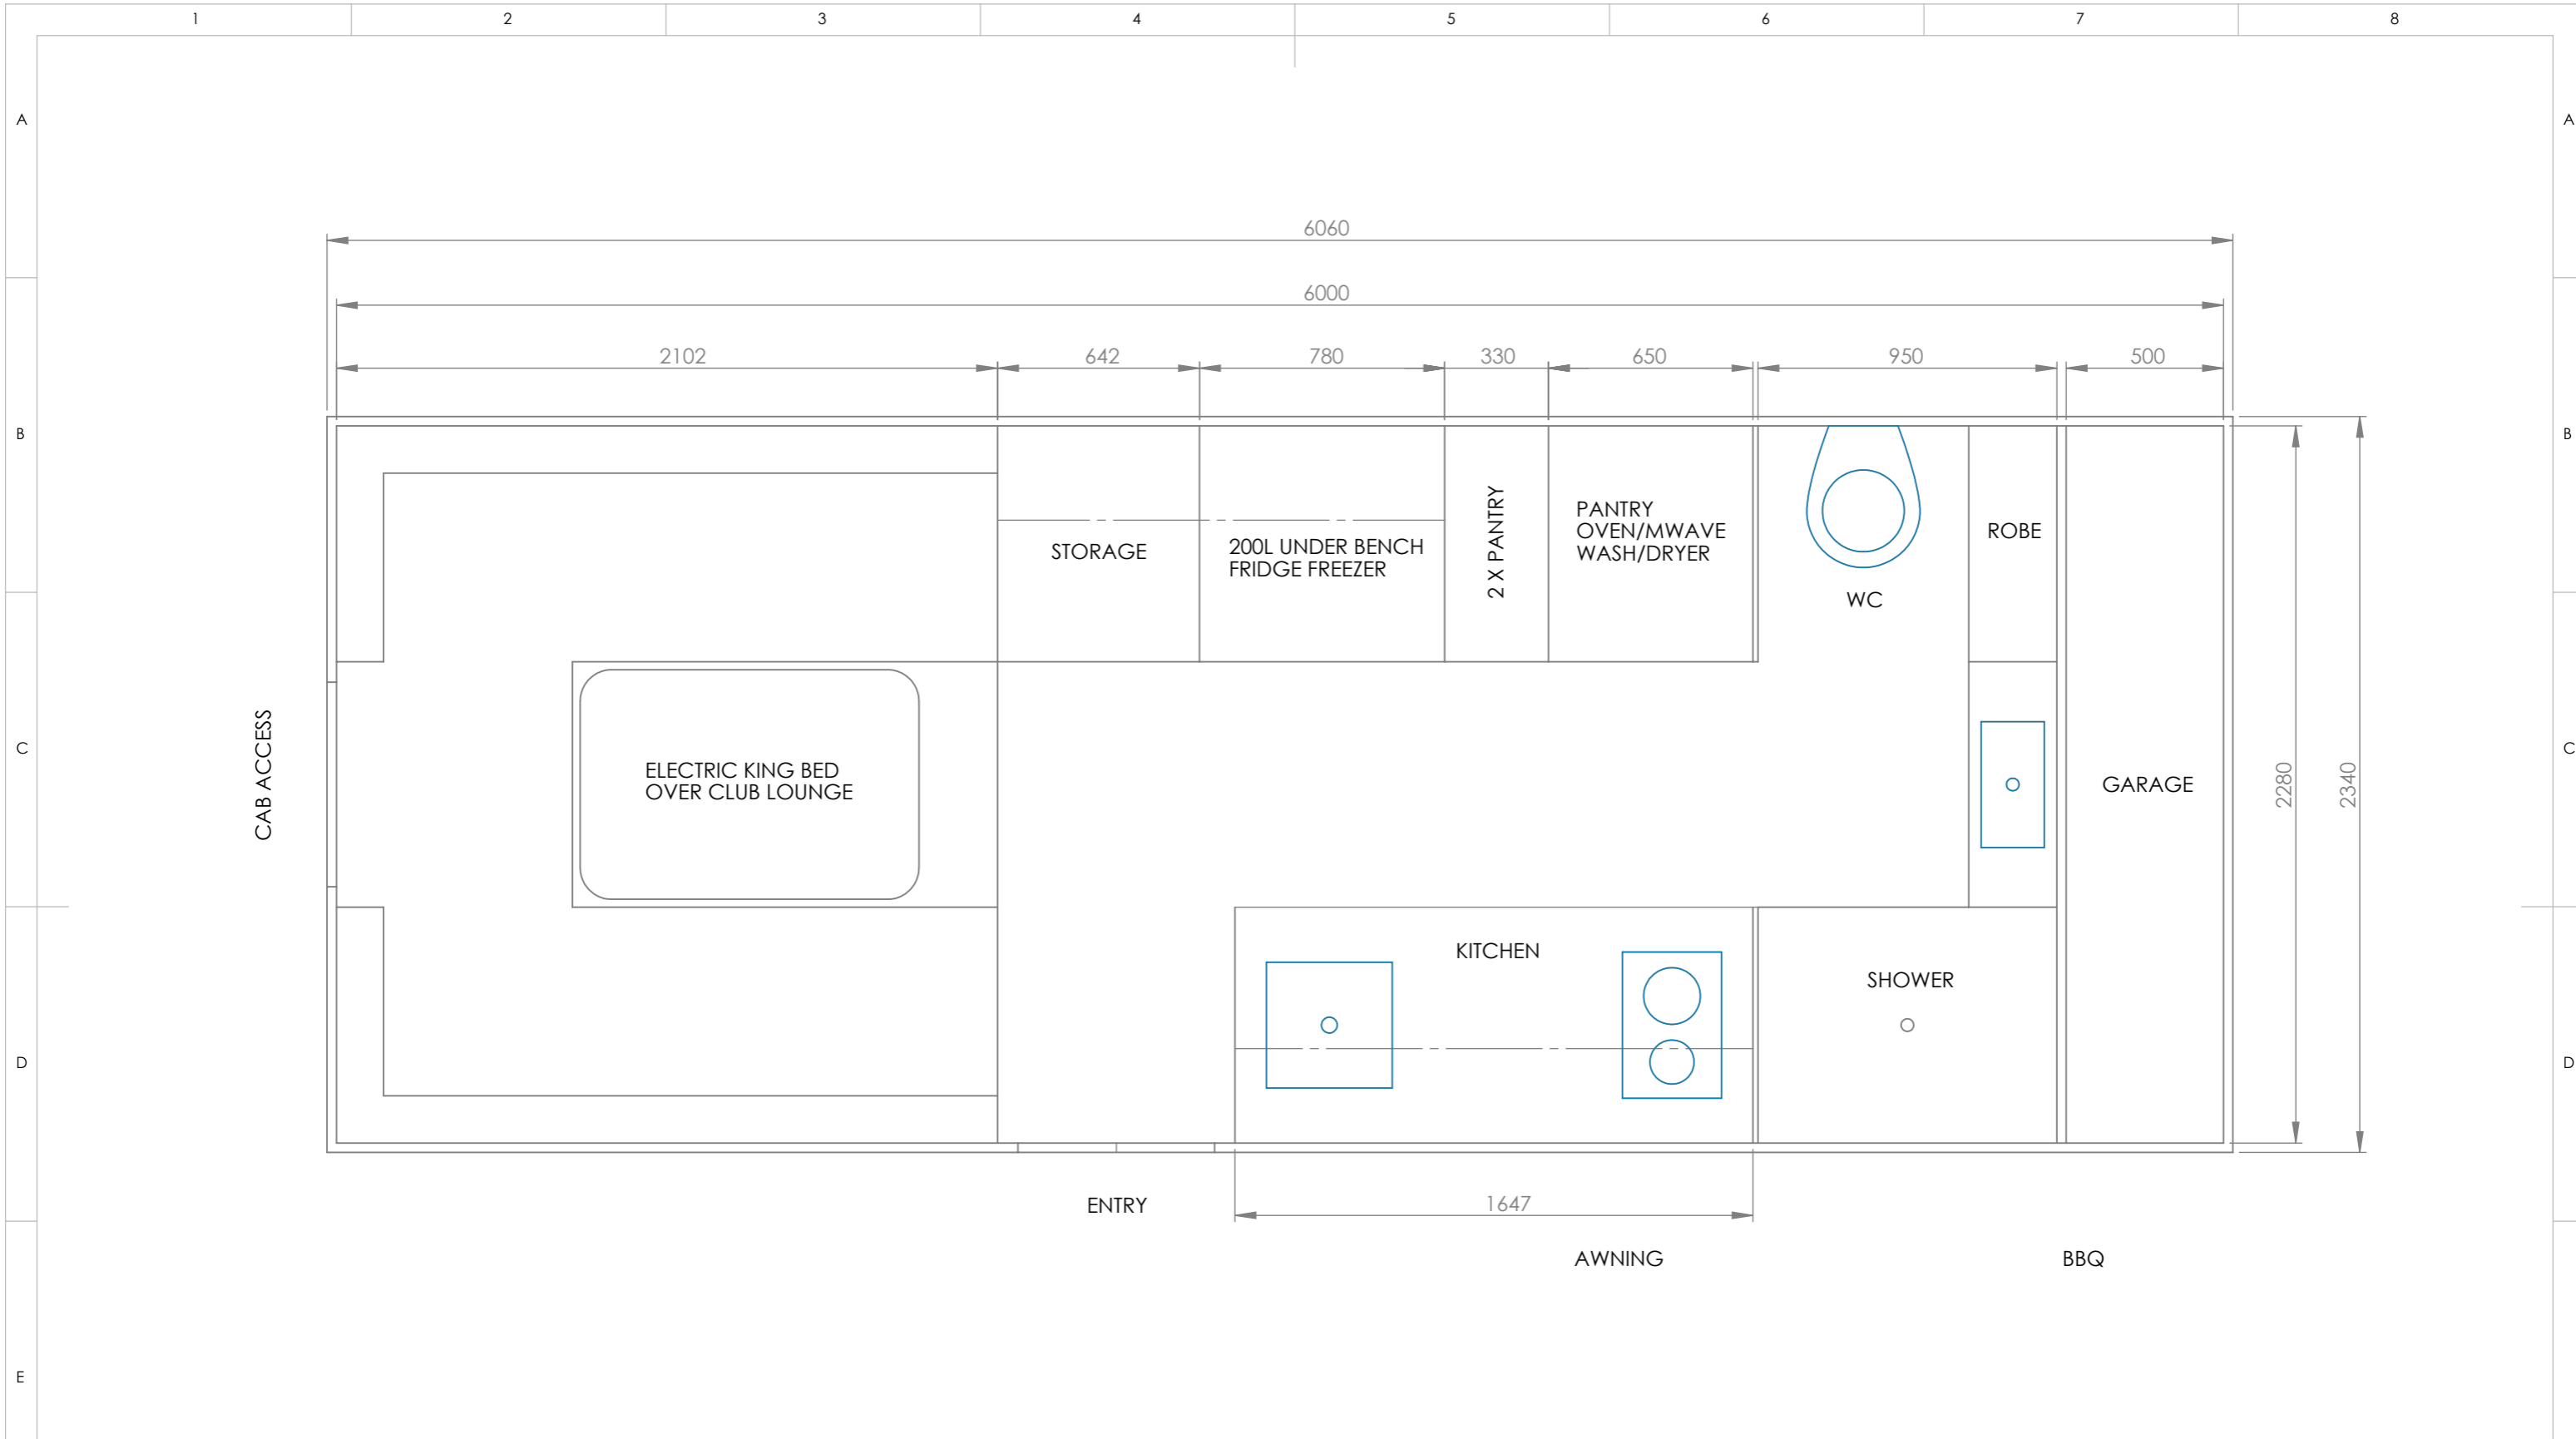 1 2 3 4 5 6 7 8
A A
6060
6000
2102 642 780 330 650 950 500
B B
STORAGE
200L UNDER BENCH
FRIDGE FREEZER
2 X PANTRY
PANTRY
OVEN/MWAVE
WASH/DRYER
WC
ROBE
C C
CAB ACCESS
ELECTRIC KING BED
OVER CLUB LOUNGE
GARAGE
2280
2340
KITCHEN
SHOWER
D D
ENTRY
1647
AWNING
BBQ
E